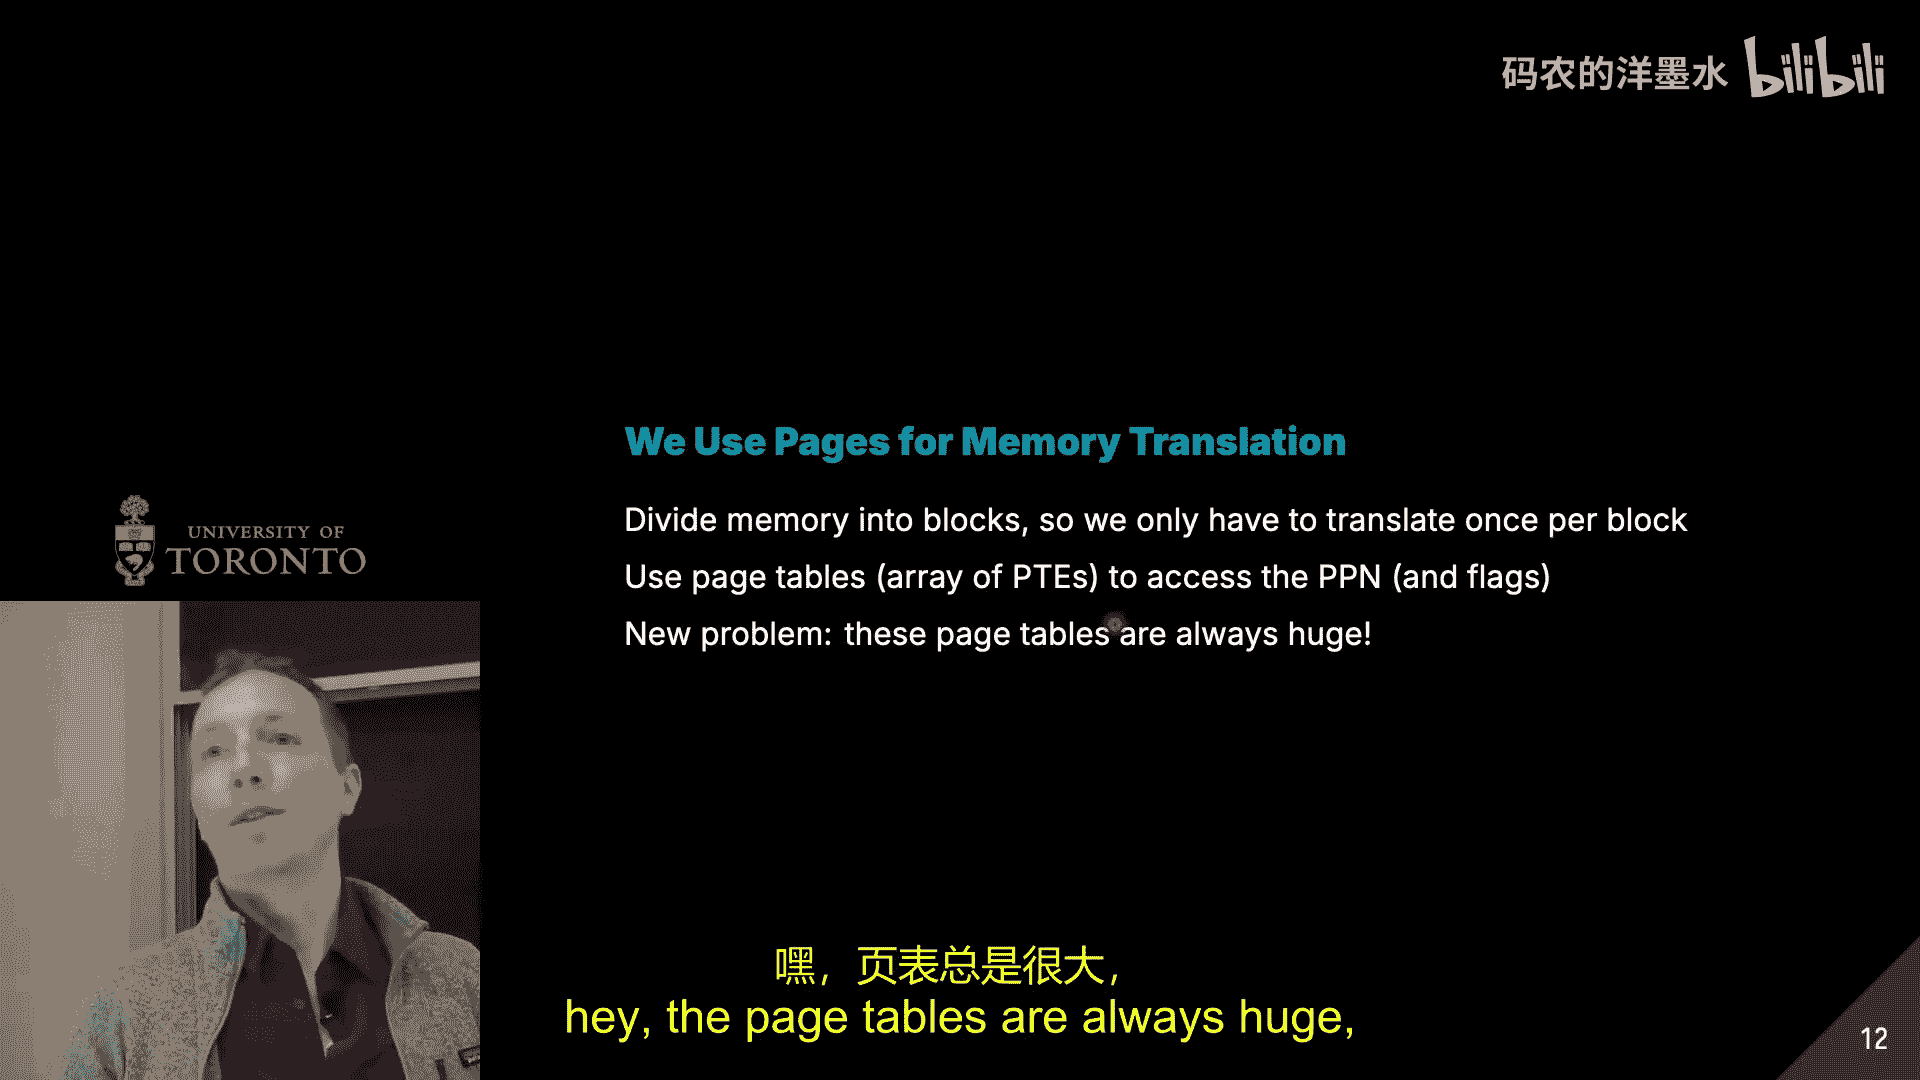 码农的洋墨水 bilibili
We Use Pages for Memory Translation
Divide memory into blocks, so we only have to translate once per block
Use page tables (array of PTEs) to access the PPN (and flags)
New problem: these page tables are always huge!
UNIVERSITY OF
TORONTO
嘿，页表总是很大，
hey, the page tables are always huge,
12